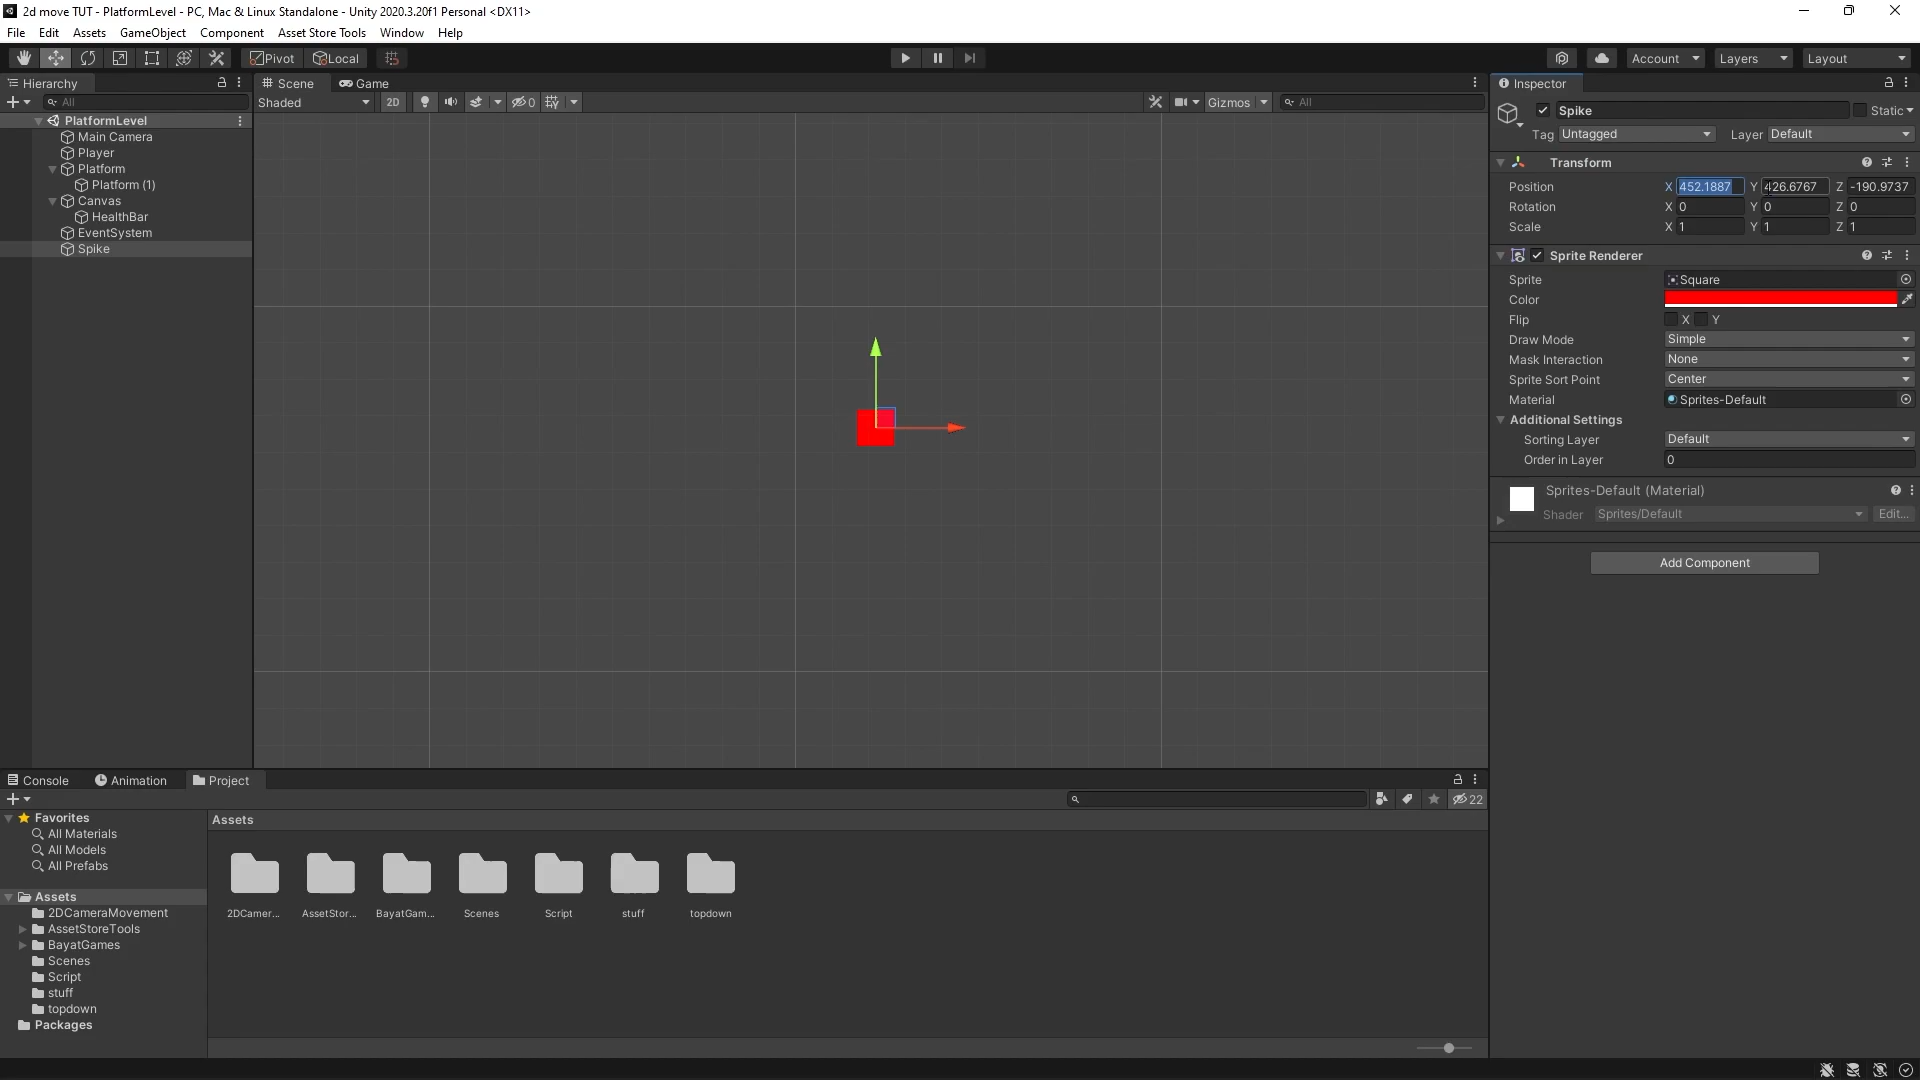 2d move TUT - PlatformLevel - PC, Mac & Linux Standalone - Unity 2020.3.20f1 Personal <DX11>
File Edit Assets GameObject Component Asset Store Tools Window Help
Pivot Local Account Layers Layout
Hierarchy
All
PlatformLevel
Main Camera
Player
Platform
Platform (1)
Canvas
HealthBar
EventSystem
Spike
Scene Game
Shaded 2D 0 Gizmos All
Inspector
Spike Static
Tag Untagged Layer Default
Transform
Position X 452.1887 Y 426.6767 Z -190.9737
Rotation X 0 Y 0 Z 0
Scale X 1 Y 1 Z 1
Sprite Renderer
Sprite Square
Color
Flip X Y
Draw Mode Simple
Mask Interaction None
Sprite Sort Point Center
Material Sprites-Default
Additional Settings
Sorting Layer Default
Order in Layer 0
Sprites-Default (Material)
Shader Sprites/Default Edit...
Add Component
Console Animation Project
22
Favorites
All Materials
All Models
All Prefabs
Assets
2DCameraMovement
AssetStoreTools
BayatGames
Scenes
Script
stuff
topdown
Packages
Assets
2DCamer... AssetStor... BayatGam... Scenes Script stuff topdown